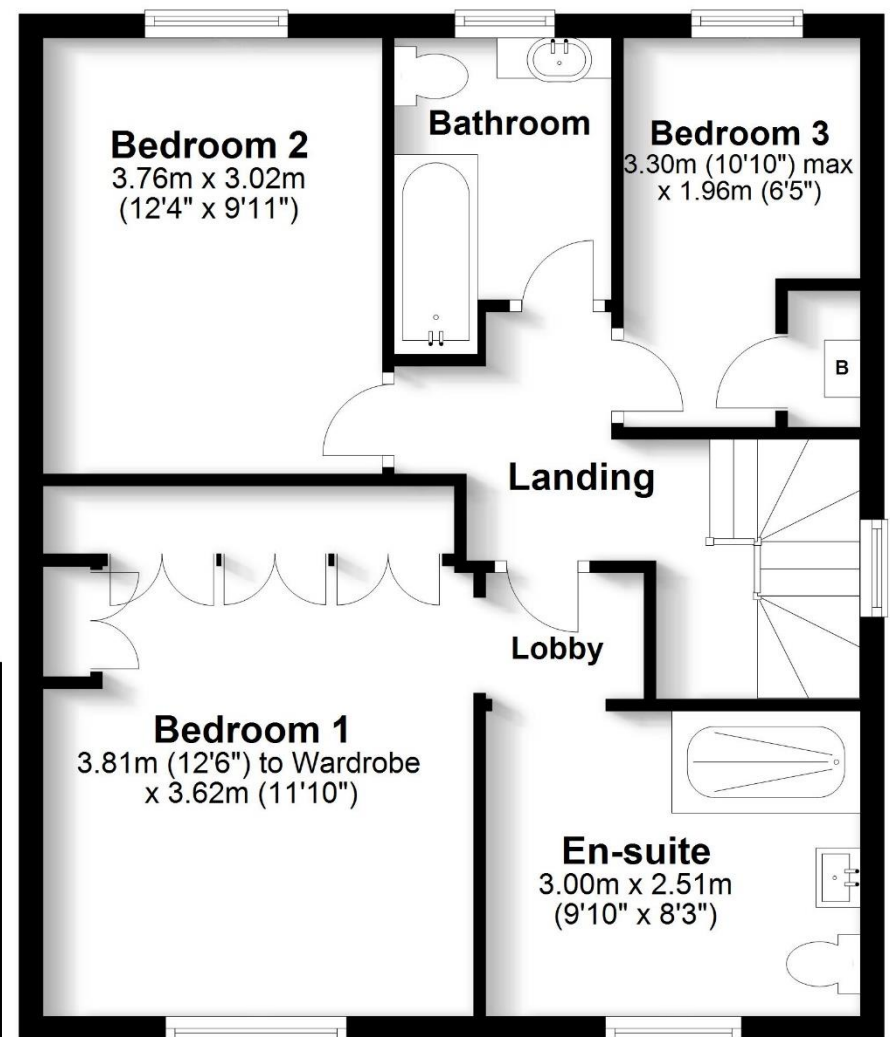 Bedroom 2
3.76m x 3.02m
(12'4" x 9'11")
Bathroom
Bedroom 3
3.30m (10'10") max
x 1.96m (6'5")
B
Landing
Lobby
Bedroom 1
3.81m (12'6") to Wardrobe
x 3.62m (11'10")
En-suite
3.00m x 2.51m
(9'10" x 8'3")